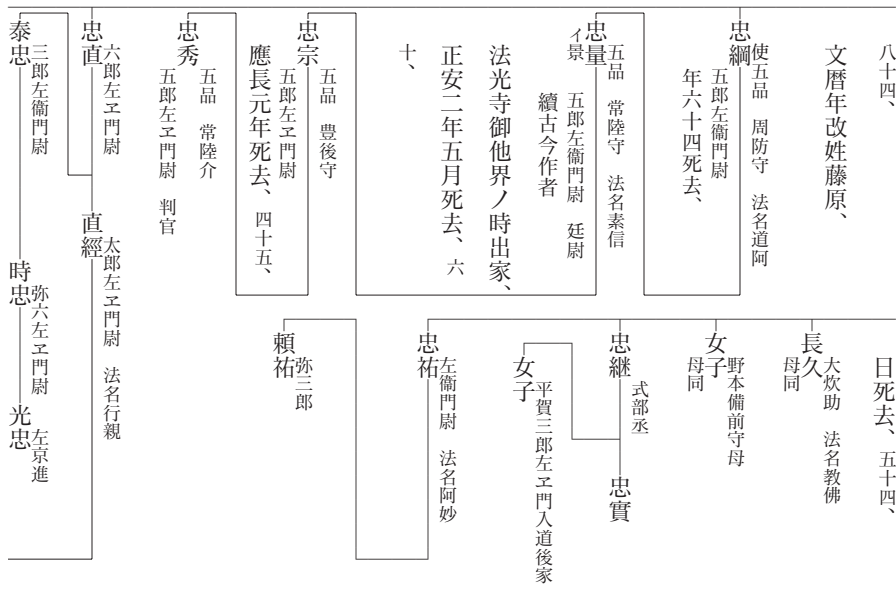 八十四、
文暦年改姓藤原、
忠綱
使五品 周防守 法名道阿
五郎左衞門尉
年六十四死去、
忠量
イ景
五品 常陸守 法名素信
五郎左衞門尉 廷尉
續古今作者
法光寺御他界ノ時出家、
正安二年五月死去、六
十、
忠宗
五品 豊後守
五郎左ヱ門尉
應長元年死去、四十五、
忠秀
五品 常陸介
五郎左ヱ門尉 判官
忠直
六郎左ヱ門尉
直經
太郎左ヱ門尉 法名行親
泰忠
三郎左衞門尉
時忠
弥六左ヱ門尉
光忠
左京進
日死去、五十四、
長久
大炊助 法名教佛
母同
女子
野本備前守母
母同
忠継
式部丞
忠實
女子
平賀三郎左ヱ門入道後家
忠祐
左衞門尉 法名阿妙
頼祐
弥三郎